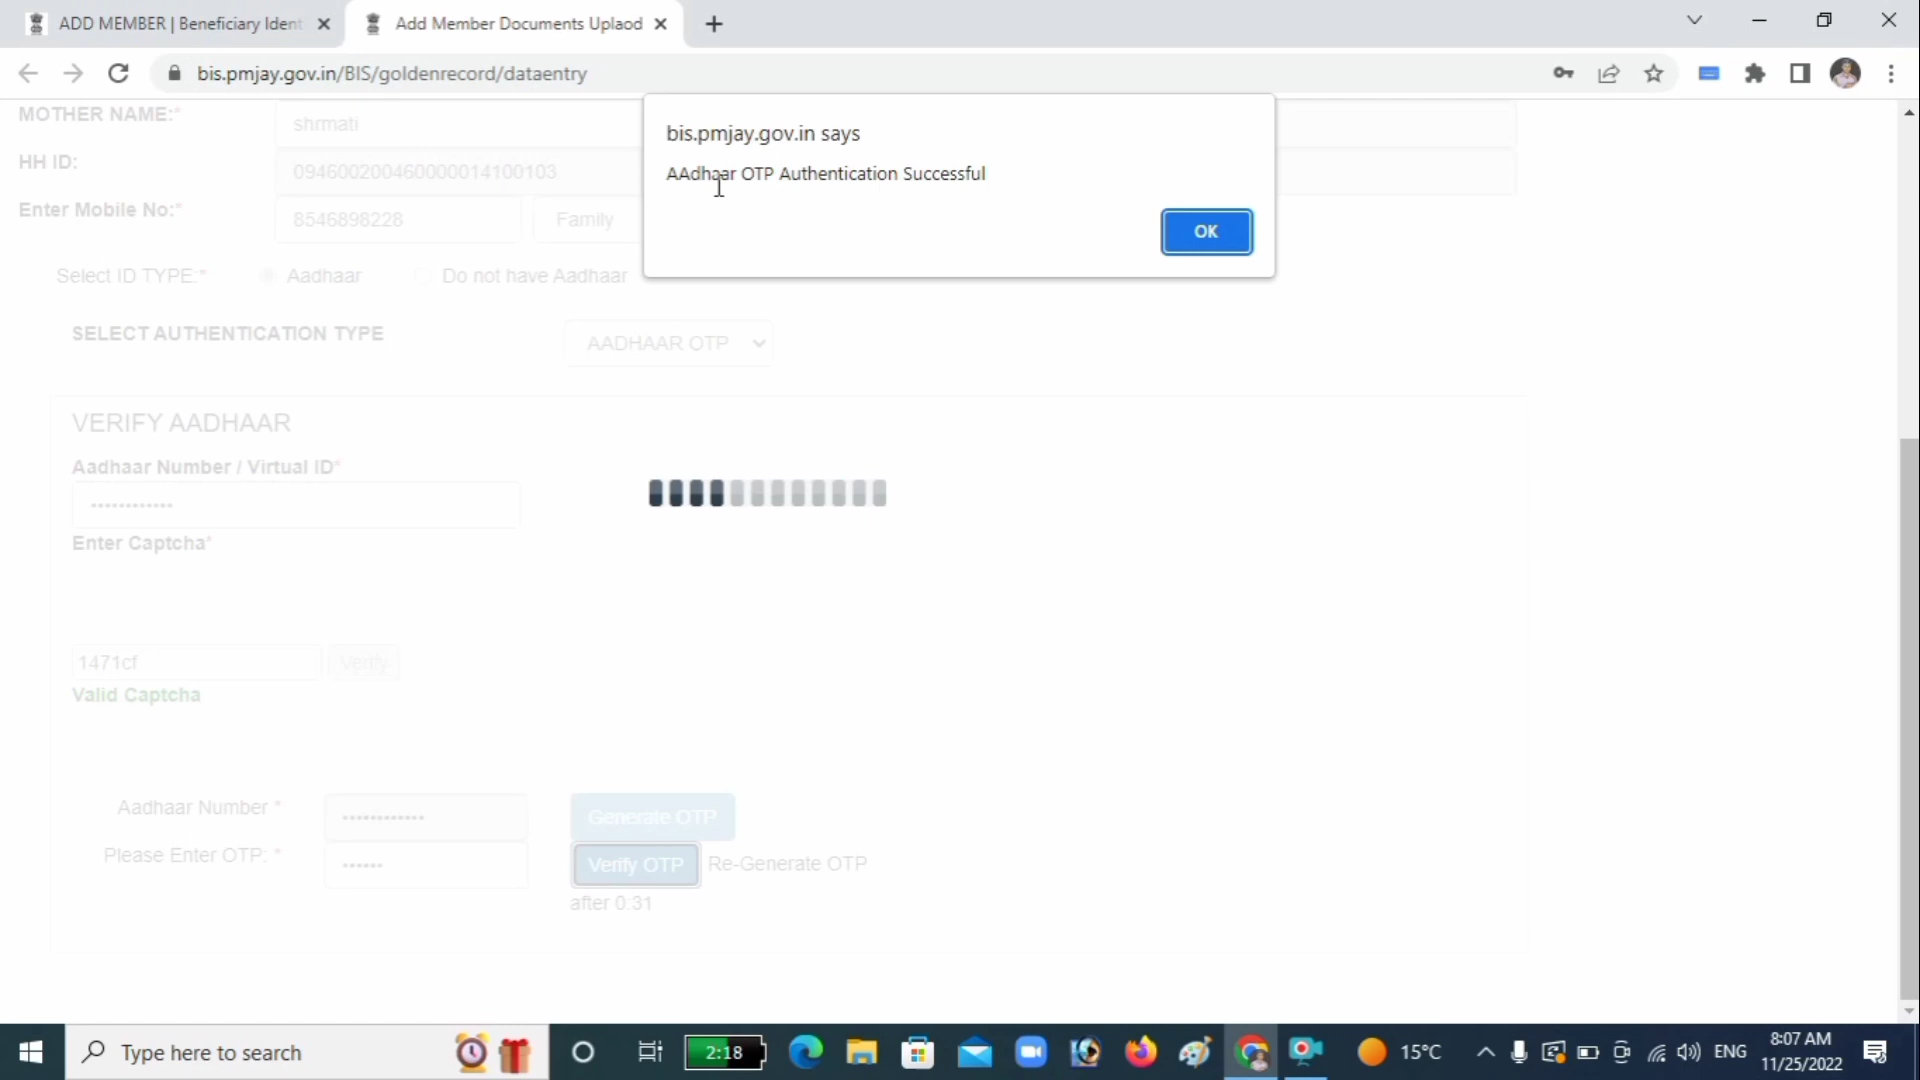 ADD MEMBER | Beneficiary Ident
Add Member Documents Uplaod
bis.pmjay.gov.in/BIS/goldenrecord/dataentry
bis.pmjay.gov.in says
AAdhaar OTP Authentication Successful
OK
MOTHER NAME:*
shrmati
HH ID:
094600200460000014100103
Enter Mobile No:*
8546898228
Family
Select ID TYPE:*
Aadhaar
Do not have Aadhaar
SELECT AUTHENTICATION TYPE
AADHAAR OTP
VERIFY AADHAAR
Aadhaar Number / Virtual ID*
Enter Captcha*
1471cf
Verify
Valid Captcha
Aadhaar Number *
Generate OTP
Please Enter OTP: *
Verify OTP
Re-Generate OTP
after 0:31
Type here to search
2:18
15°C
ENG
8:07 AM
11/25/2022